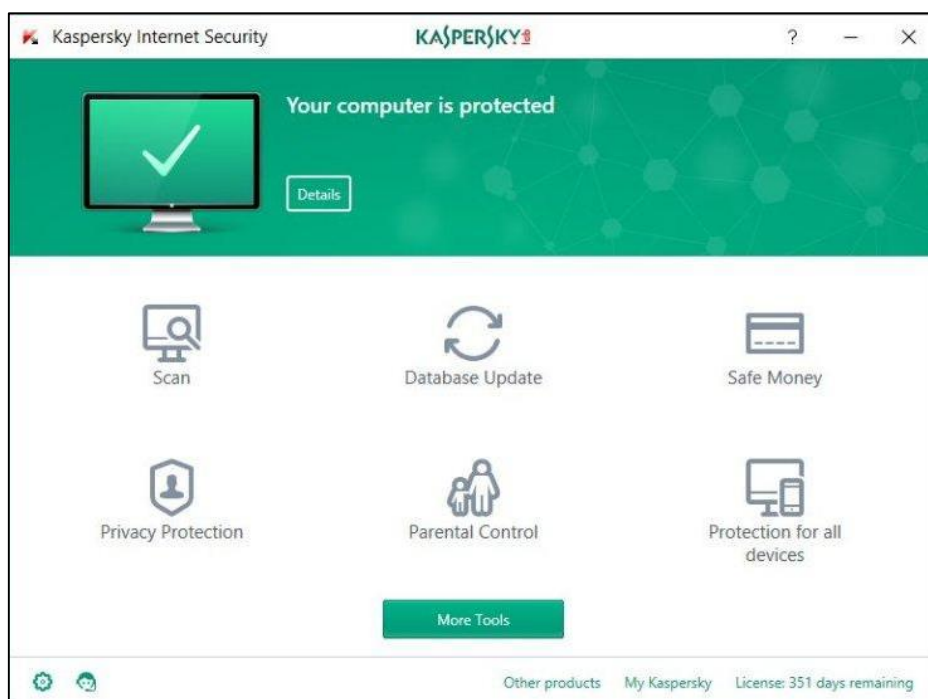 Kaspersky Internet Security
KASPERSKY
?
Your computer is protected
Details
Scan
Database Update
Safe Money
Privacy Protection
Parental Control
Protection for all
devices
More Tools
Other products My Kaspersky License: 351 days remaining